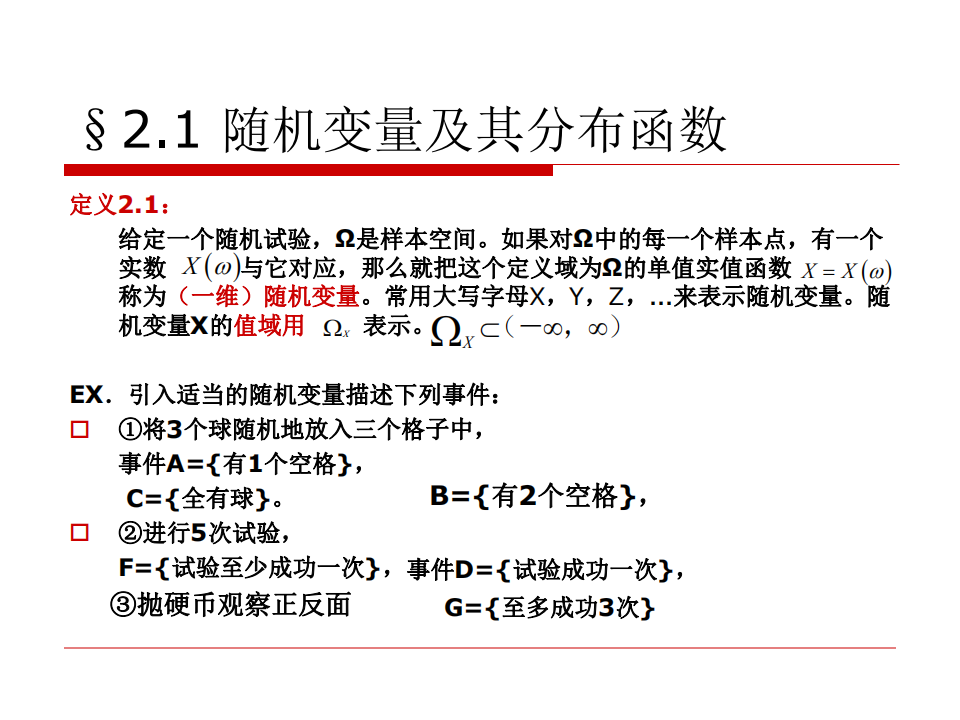 §2.1 随机变量及其分布函数
定义2.1：
给定一个随机试验，Ω是样本空间。如果对Ω中的每一个样本点，有一个
实数 X(ω)与它对应，那么就把这个定义域为Ω的单值实值函数 X = X(ω)
称为（一维）随机变量。常用大写字母X，Y，Z，…来表示随机变量。随
机变量X的值域用 Ω_X 表示。Ω_X ⊂（－∞，∞）
EX．引入适当的随机变量描述下列事件：
①将3个球随机地放入三个格子中，
事件A={有1个空格}，
C={全有球}。 B={有2个空格}，
②进行5次试验，
F={试验至少成功一次}，事件D={试验成功一次}，
③抛硬币观察正反面 G={至多成功3次}